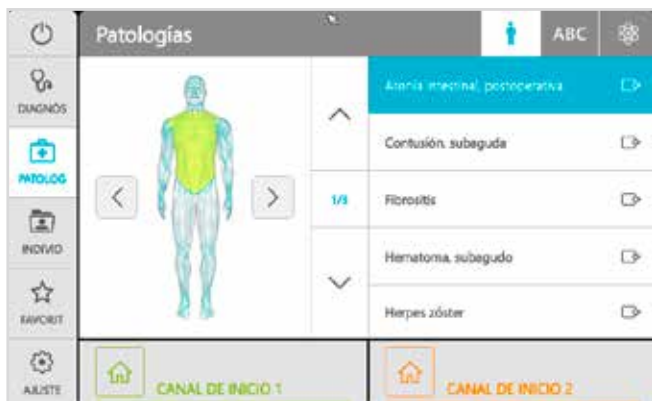 Patologías
ABC
DIAGNÓS
PATOLOG
INDIVID
FAVORIT
AJUSTE
1/3
Atonía intestinal, postoperativa
Contusión, subaguda
Fibrositis
Hematoma, subagudo
Herpes zóster
CANAL DE INICIO 1
CANAL DE INICIO 2